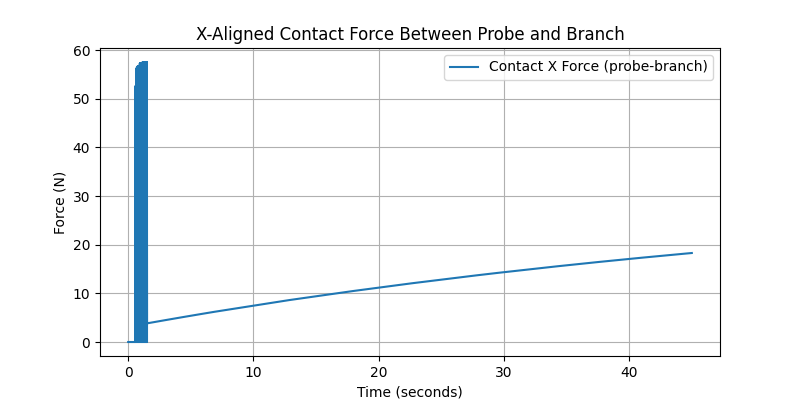 X-Aligned Contact Force Between Probe and Branch
Contact X Force (probe-branch)
60
50
40
30
20
10
0
Force (N)
0 10 20 30 40
Time (seconds)